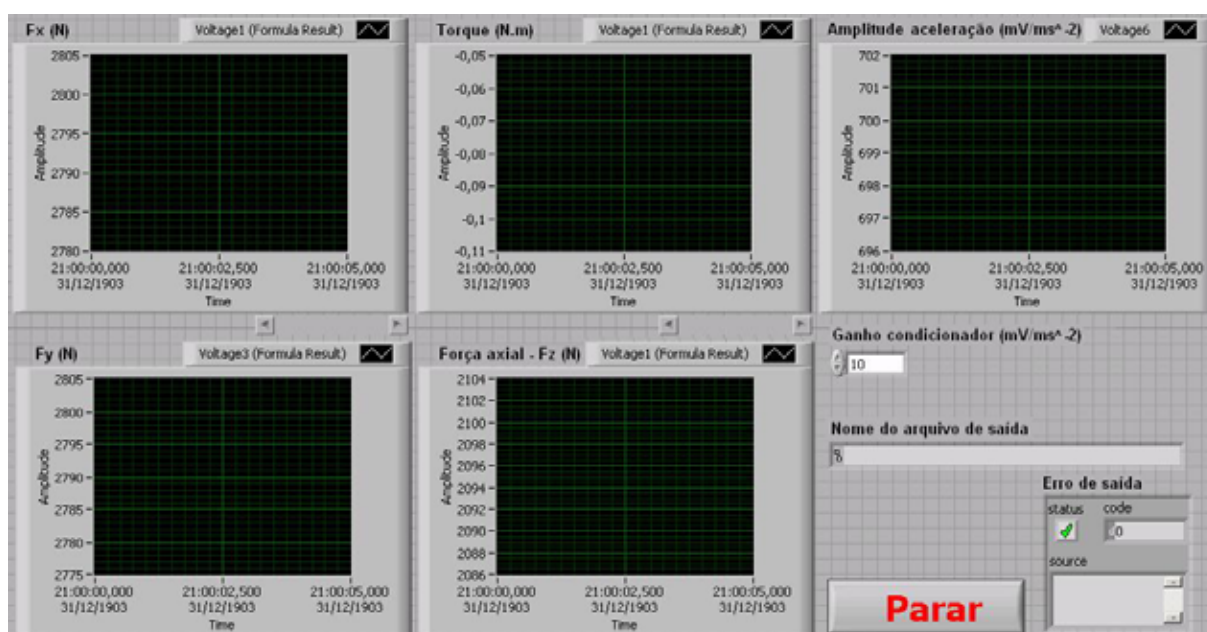 Fx (N) Voltage1 (Formula Result)
2805
2800
2795
2790
2785
2780
Amplitude
21:00:00,000 21:00:02,500 21:00:05,000
31/12/1903 31/12/1903 31/12/1903
Time
Torque (N.m) Voltage1 (Formula Result)
-0,05
-0,06
-0,07
-0,08
-0,09
-0,1
-0,11
Amplitude
21:00:00,000 21:00:02,500 21:00:05,000
31/12/1903 31/12/1903 31/12/1903
Time
Amplitude aceleração (mV/ms^-2) Voltage6
702
701
700
699
698
697
696
Amplitude
21:00:00,000 21:00:02,500 21:00:05,000
31/12/1903 31/12/1903 31/12/1903
Time
Fy (N) Voltage3 (Formula Result)
2805
2800
2795
2790
2785
2780
2775
Amplitude
21:00:00,000 21:00:02,500 21:00:05,000
31/12/1903 31/12/1903 31/12/1903
Time
Força axial - Fz (N) Voltage1 (Formula Result)
2104
2102
2100
2098
2096
2094
2092
2090
2088
2086
Amplitude
21:00:00,000 21:00:02,500 21:00:05,000
31/12/1903 31/12/1903 31/12/1903
Time
Ganho condicionador (mV/ms^-2)
10
Nome do arquivo de saída
Erro de saída
status code
0
source
Parar